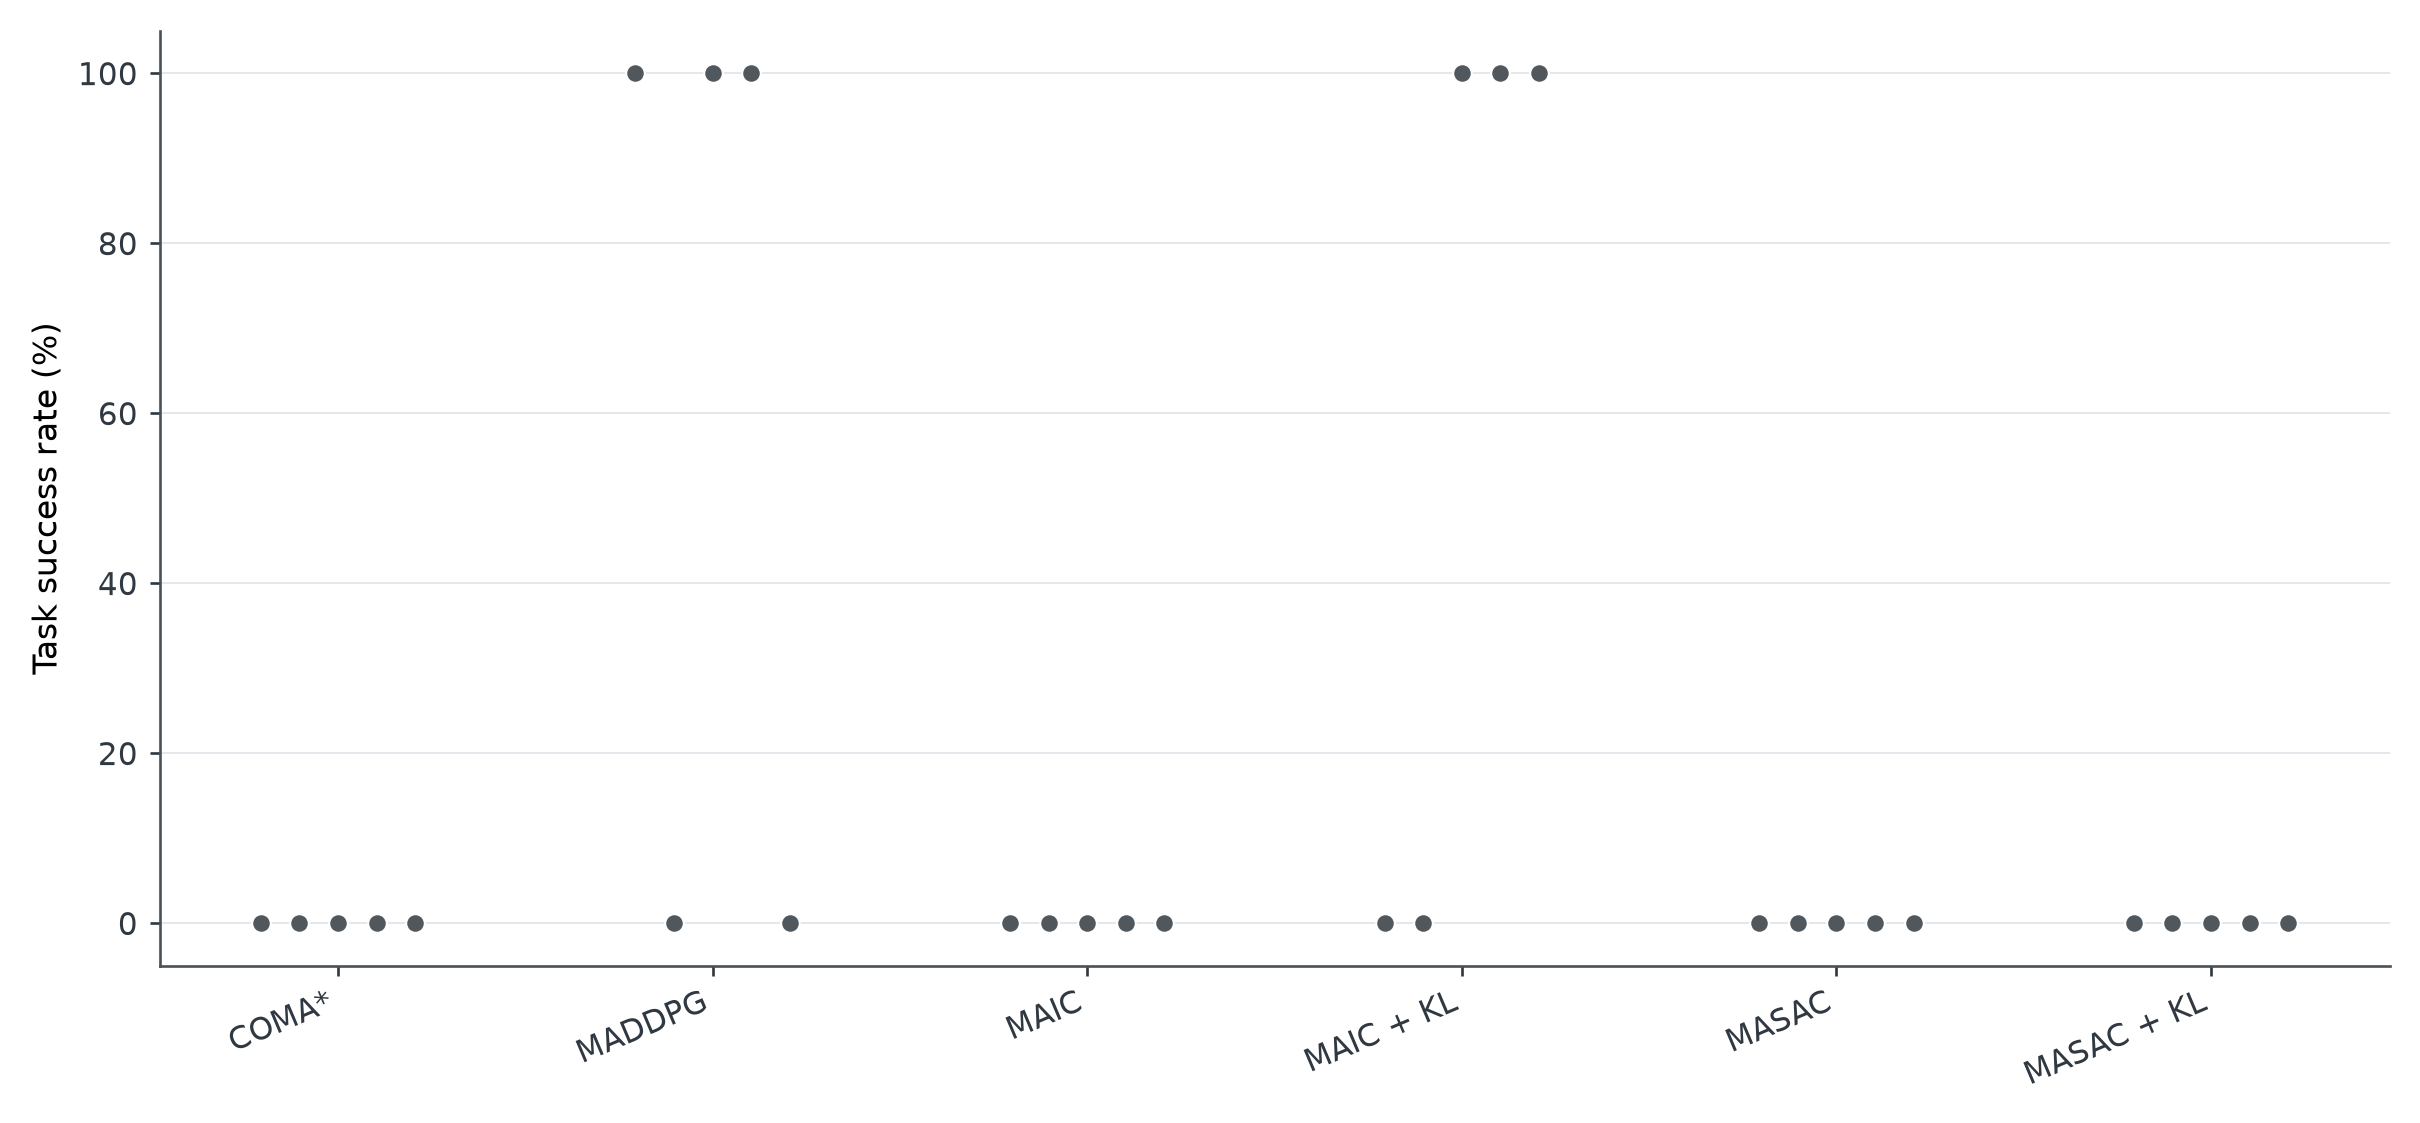 Task success rate (%)
100
80
60
40
20
0
COMA*
MADDPG
MAIC
MAIC + KL
MASAC
MASAC + KL